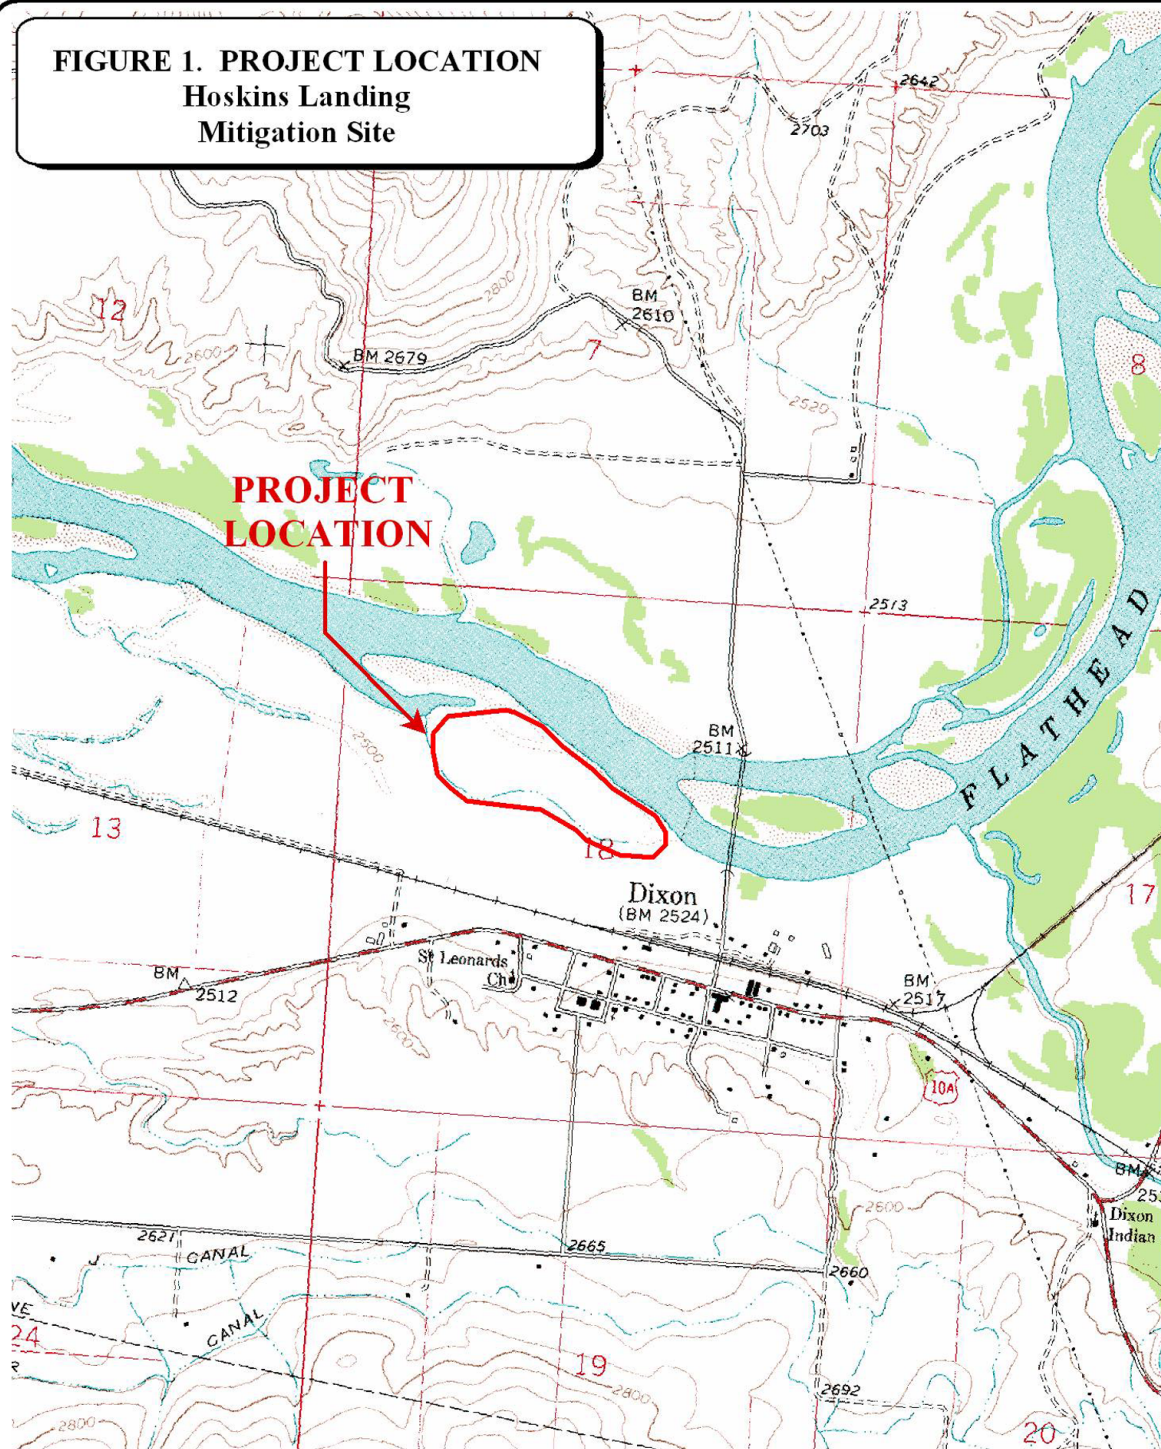 FIGURE 1. PROJECT LOCATION
Hoskins Landing
Mitigation Site
2642
2703
BM
2610
2800
12
2600
BM 2679
7
8
2520
PROJECT
LOCATION
2513
FLATHEAD
BM
2511
2500
13
18
Dixon
(BM 2524)
17
St Leonards
Ch
BM
2512
BM
2517
2600
10A
BM
Dixon
Indian
2600
2621
CANAL
2665
2660
CANAL
24
19
2800
2692
2800
20